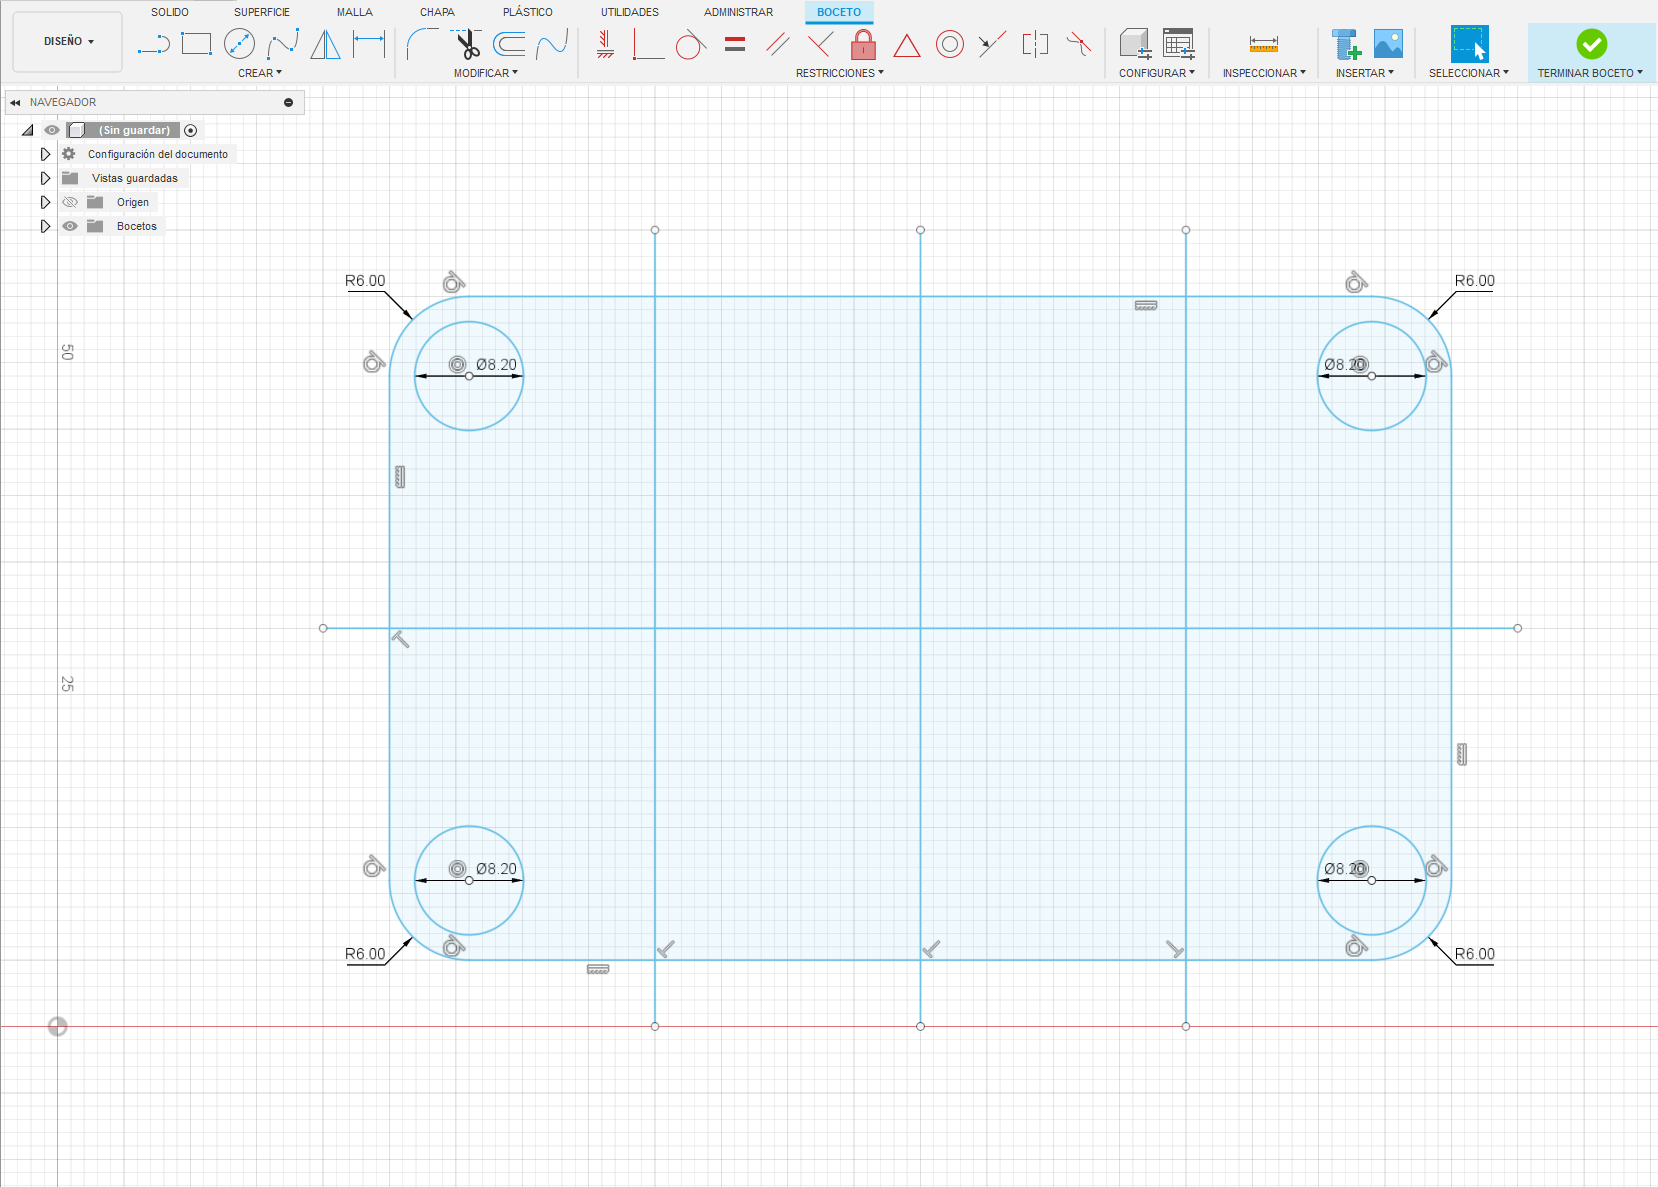 SOLIDO SUPERFICIE MALLA CHAPA PLÁSTICO UTILIDADES ADMINISTRAR BOCETO
DISEÑO
CREAR MODIFICAR RESTRICCIONES CONFIGURAR INSPECCIONAR INSERTAR SELECCIONAR TERMINAR BOCETO
NAVEGADOR
(Sin guardar)
Configuración del documento
Vistas guardadas
Origen
Bocetos
R6.00 R6.00
50
Ø8.20 Ø8.20
25
Ø8.20 Ø8.20
R6.00 R6.00